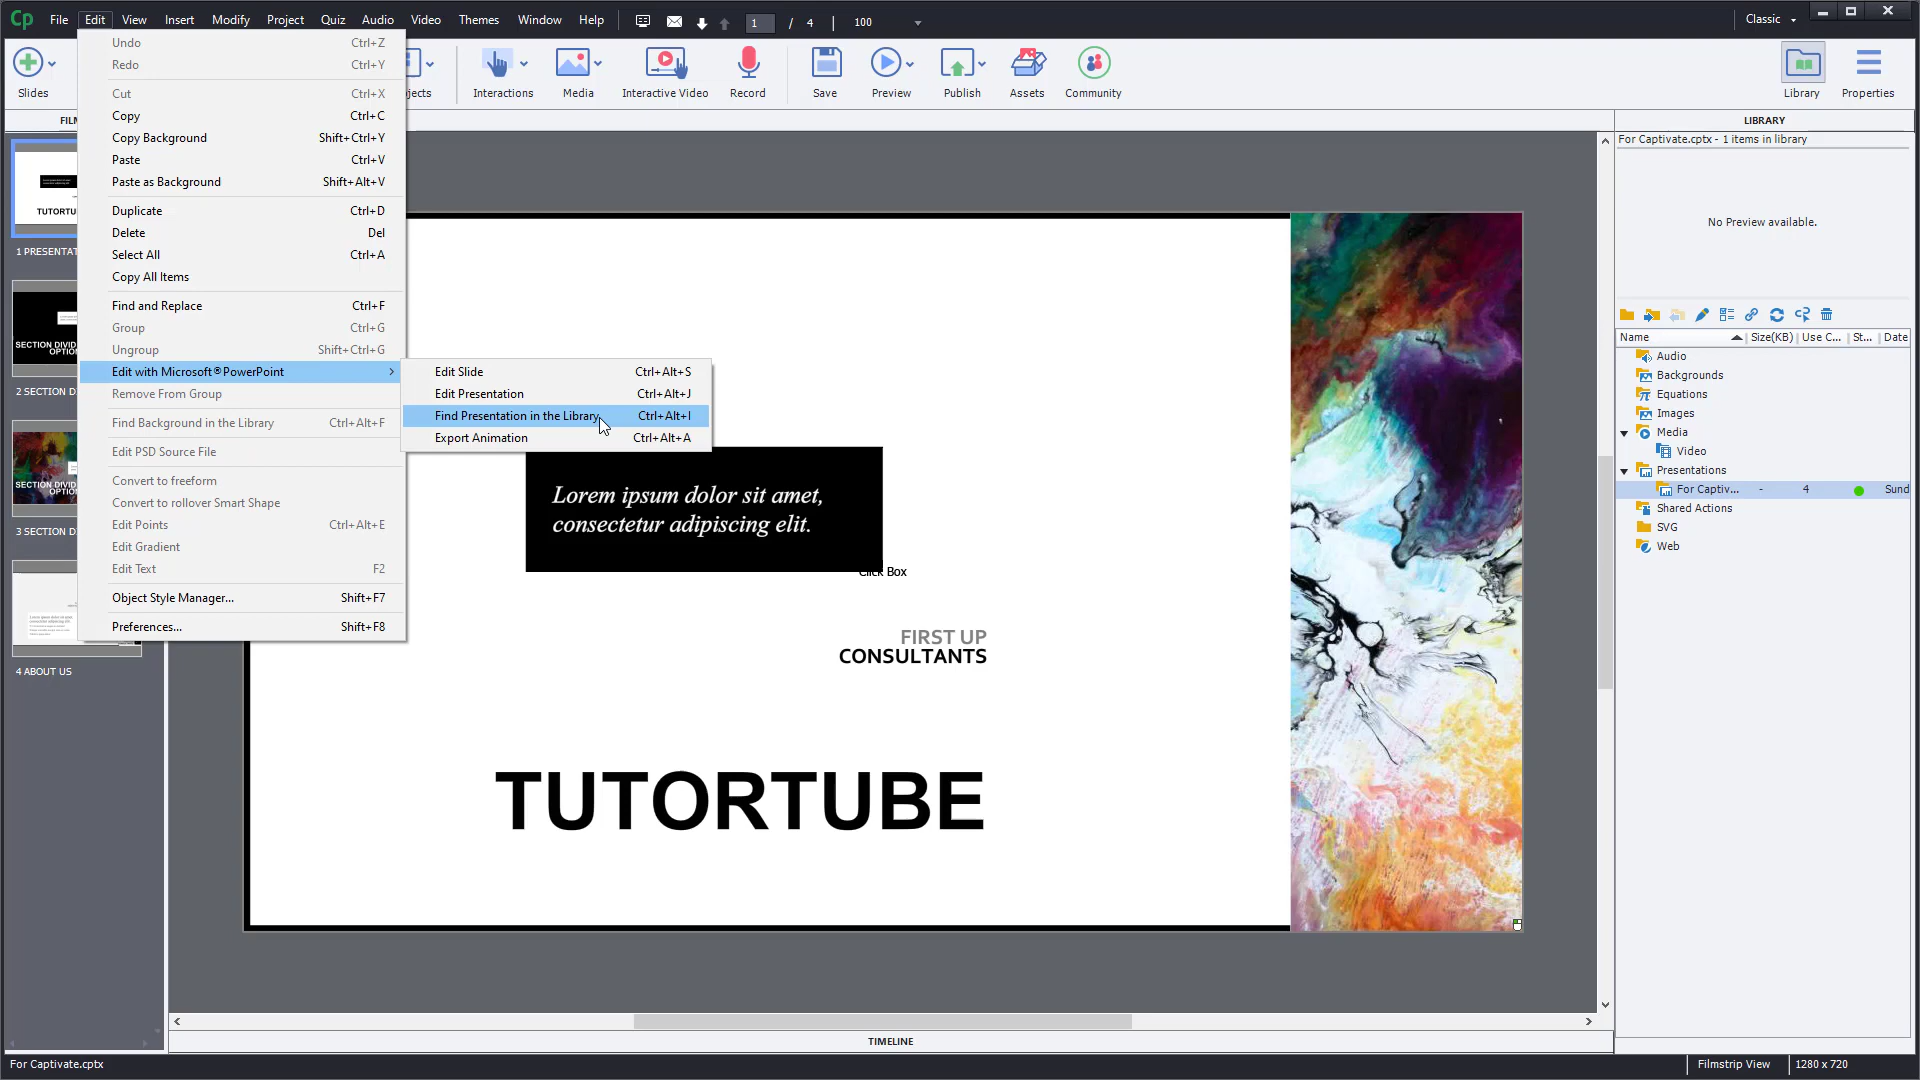 Cp File Edit View Insert Modify Project Quiz Audio Video Themes Window Help 1 / 4 100 Classic
Slides Interactions Media Interactive Video Record Save Preview Publish Assets Community Library Properties
Undo Ctrl+Z
Redo Ctrl+Y
Cut Ctrl+X
Copy Ctrl+C
Copy Background Shift+Ctrl+Y
Paste Ctrl+V
Paste as Background Shift+Alt+V
Duplicate Ctrl+D
Delete Del
Select All Ctrl+A
Copy All Items
Find and Replace Ctrl+F
Group Ctrl+G
Ungroup Shift+Ctrl+G
Edit with Microsoft®PowerPoint
Remove From Group
Find Background in the Library Ctrl+Alt+F
Edit PSD Source File
Convert to freeform
Convert to rollover Smart Shape
Edit Points Ctrl+Alt+E
Edit Gradient
Edit Text F2
Object Style Manager... Shift+F7
Preferences... Shift+F8
Edit Slide Ctrl+Alt+S
Edit Presentation Ctrl+Alt+J
Find Presentation in the Library Ctrl+Alt+I
Export Animation Ctrl+Alt+A
1 PRESENTAT
SECTION DIVID
OPTION
2 SECTION D
SECTION DIVID
OPTION
3 SECTION D
4 ABOUT US
Lorem ipsum dolor sit amet,
consectetur adipiscing elit.
Click Box
FIRST UP
CONSULTANTS
TUTORTUBE
LIBRARY
For Captivate.cptx - 1 items in library
No Preview available.
Name Size(KB) Use C... St... Date
Audio
Backgrounds
Equations
Images
Media
Video
Presentations
For Captiv... - 4 Sund
Shared Actions
SVG
Web
TIMELINE
For Captivate.cptx Filmstrip View 1280 x 720